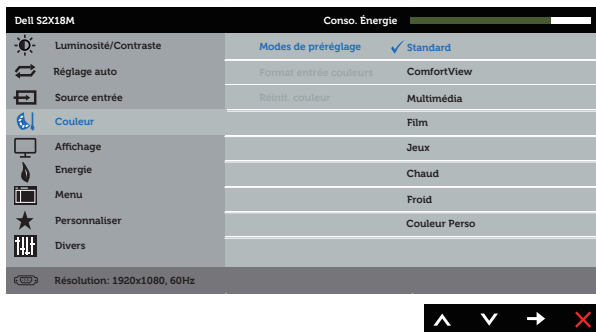 Dell S2X18M Conso. Énergie
Luminosité/Contraste Modes de préréglage Standard
Réglage auto Format entrée couleurs ComfortView
Source entrée Réinit. couleur Multimédia
Couleur Film
Affichage Jeux
Energie Chaud
Menu Froid
Personnaliser Couleur Perso
Divers
Résolution: 1920x1080, 60Hz